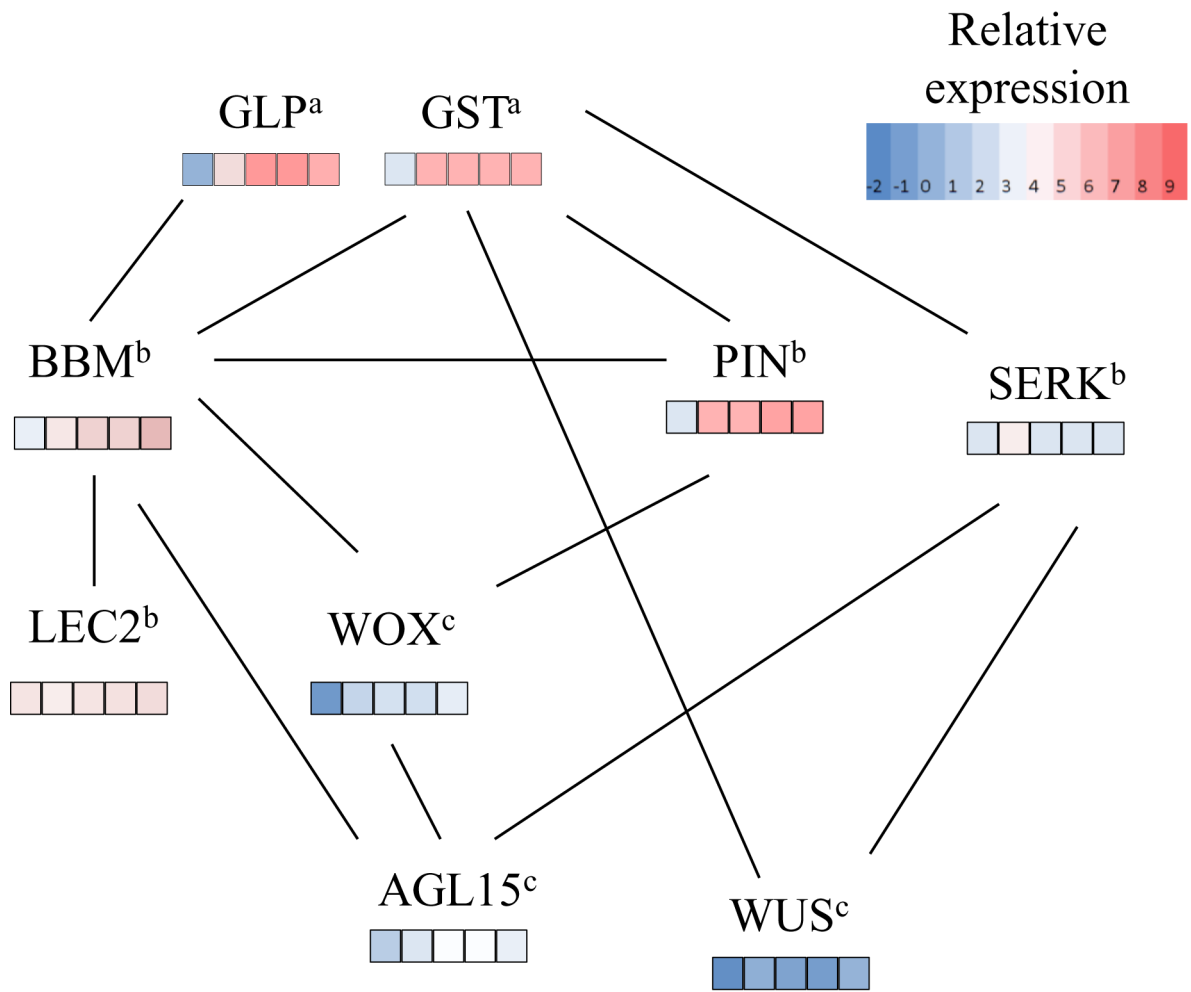 Relative
expression
-2 -1 0 1 2 3 4 5 6 7 8 9
GLPᵃ GSTᵃ
BBMᵇ PINᵇ SERKᵇ
LEC2ᵇ WOXᶜ
AGL15ᶜ WUSᶜ